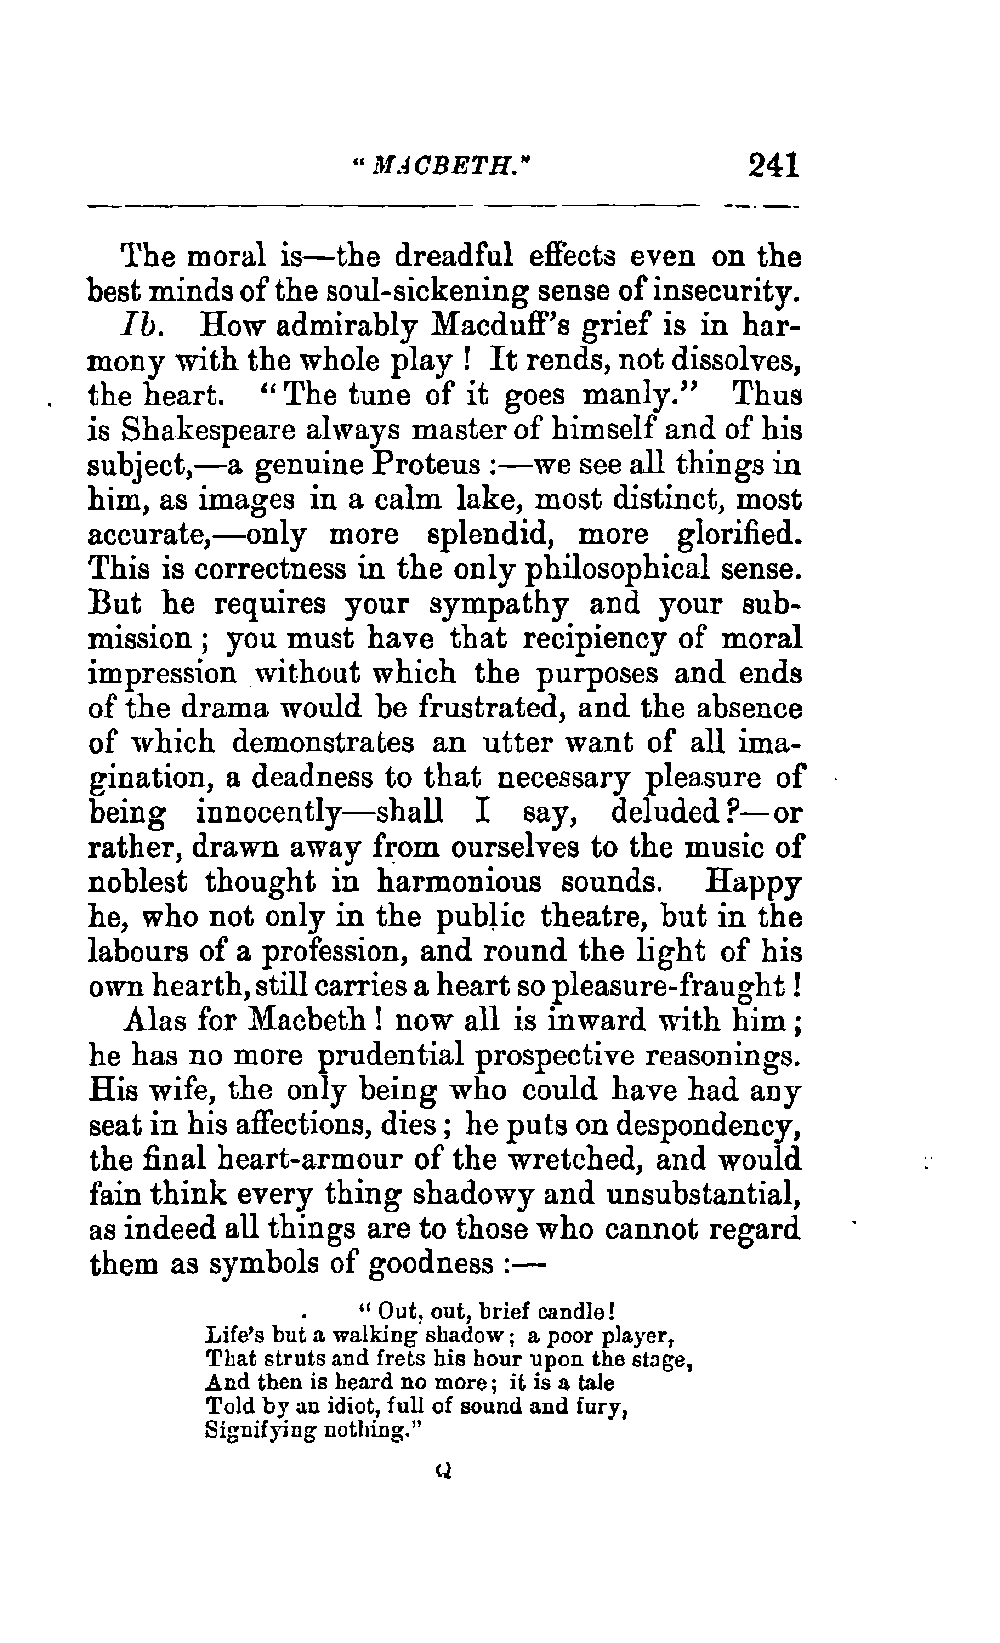 "MACBETH." 241
The moral is—the dreadful effects even on the
best minds of the soul-sickening sense of insecurity.
Ib. How admirably Macduff's grief is in har-
mony with the whole play ! It rends, not dissolves,
the heart. "The tune of it goes manly." Thus
is Shakespeare always master of himself and of his
subject,—a genuine Proteus :—we see all things in
him, as images in a calm lake, most distinct, most
accurate,—only more splendid, more glorified.
This is correctness in the only philosophical sense.
But he requires your sympathy and your sub-
mission ; you must have that recipiency of moral
impression without which the purposes and ends
of the drama would be frustrated, and the absence
of which demonstrates an utter want of all ima-
gination, a deadness to that necessary pleasure of
being innocently—shall I say, deluded ?—or
rather, drawn away from ourselves to the music of
noblest thought in harmonious sounds. Happy
he, who not only in the public theatre, but in the
labours of a profession, and round the light of his
own hearth, still carries a heart so pleasure-fraught !
Alas for Macbeth ! now all is inward with him ;
he has no more prudential prospective reasonings.
His wife, the only being who could have had any
seat in his affections, dies ; he puts on despondency,
the final heart-armour of the wretched, and would
fain think every thing shadowy and unsubstantial,
as indeed all things are to those who cannot regard
them as symbols of goodness :—
"Out, out, brief candle!
Life's but a walking shadow ; a poor player,
That struts and frets his hour upon the stage,
And then is heard no more; it is a tale
Told by an idiot, full of sound and fury,
Signifying nothing."
Q